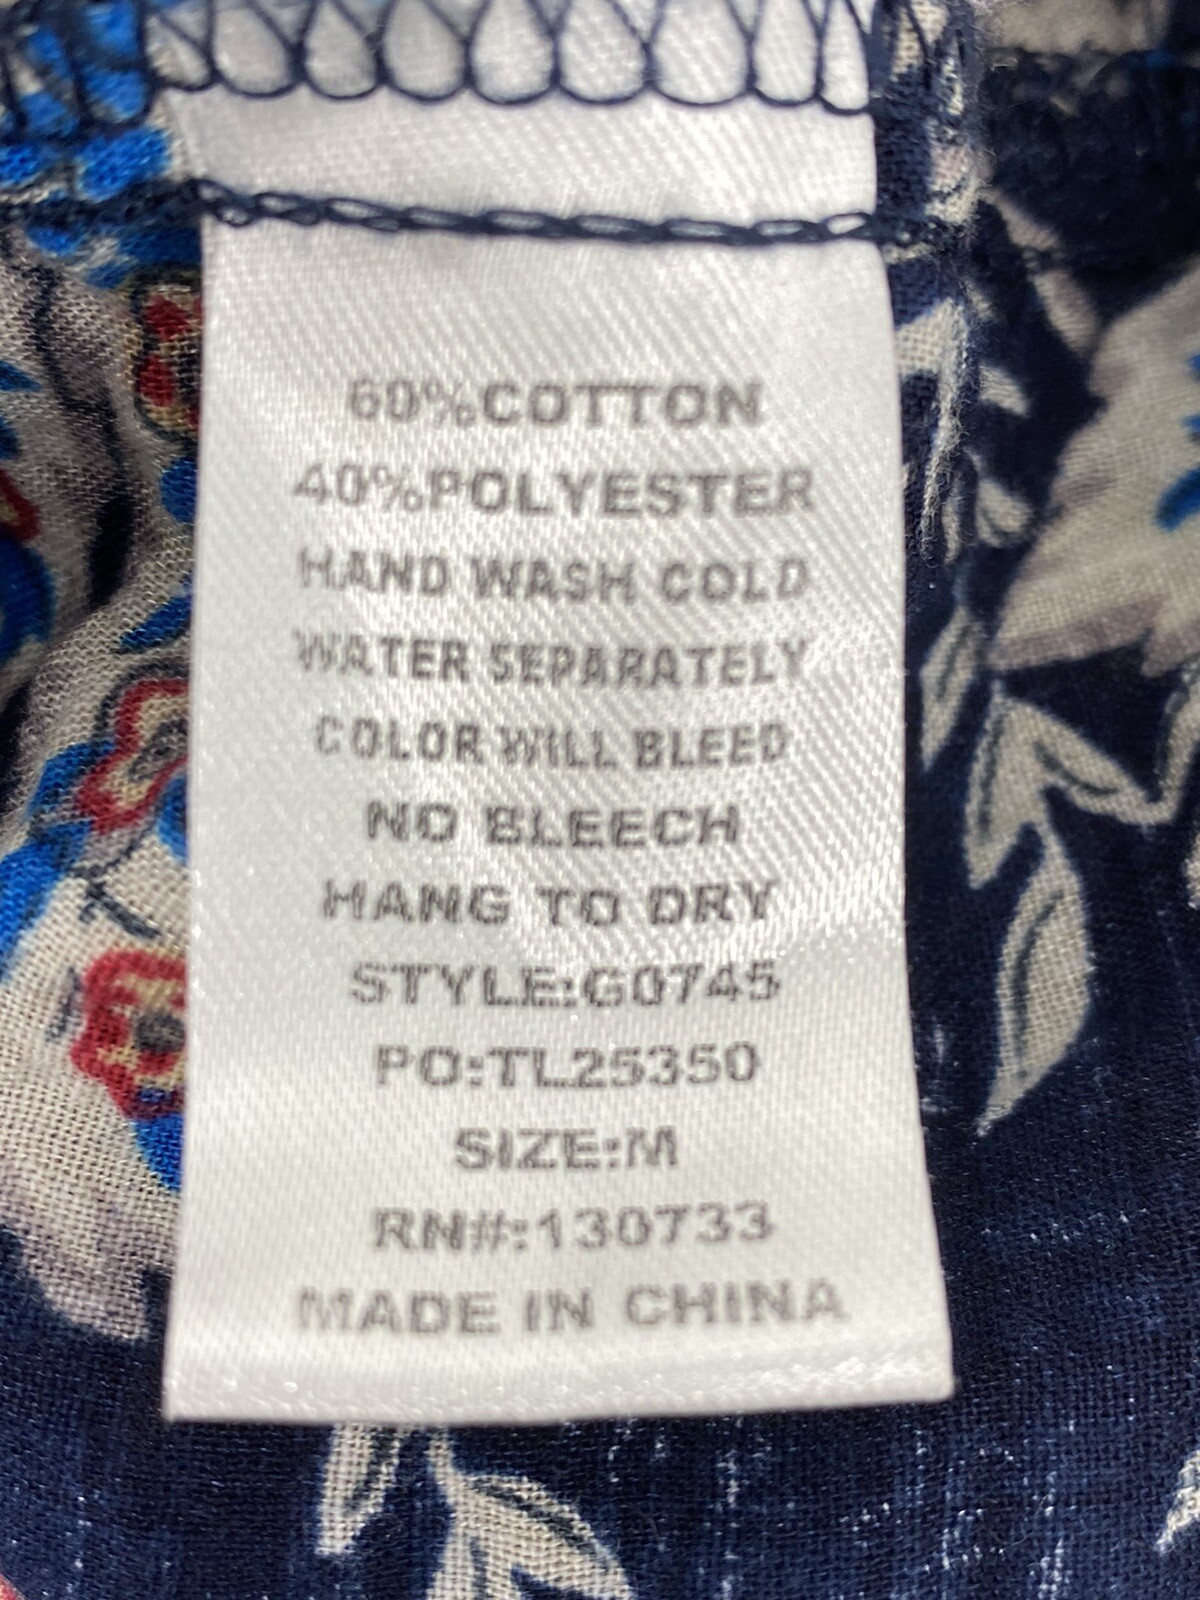 60%COTTON
40%POLYESTER
HAND WASH COLD
WATER SEPARATELY
COLOR WILL BLEED
NO BLEECH
HANG TO DRY
STYLE:G0745
PO:TL25350
SIZE:M
RN#:130733
MADE IN CHINA